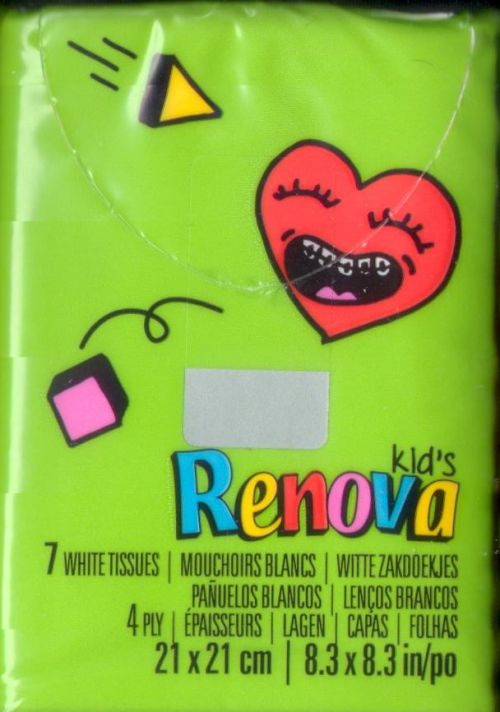 kid's
Renova
7 WHITE TISSUES | MOUCHOIRS BLANCS | WITTE ZAKDOEKJES
PAÑUELOS BLANCOS | LENÇOS BRANCOS
4 PLY | ÉPAISSEURS | LAGEN | CAPAS | FOLHAS
21 x 21 cm | 8.3 x 8.3 in/po